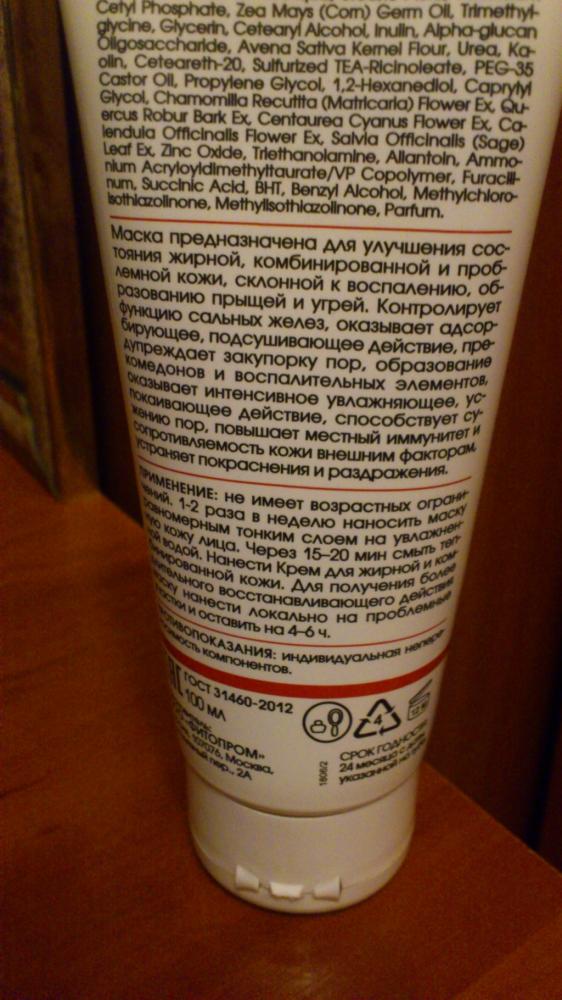 Cetyl Phosphate, Zea Mays (Corn) Germ Oil, Trimethyl-
glycine, Glycerin, Cetearyl Alcohol, Inulin, Alpha-glucan
Oligosaccharide, Avena Sativa Kernel Flour, Urea, Ka-
olin, Ceteareth-20, Sulfurized TEA-Ricinoleate, PEG-35
Castor Oil, Propylene Glycol, 1,2-Hexanediol, Caprylyl
Glycol, Chamomilla Recutita (Matricaria) Flower Ex, Qu-
ercus Robur Bark Ex, Centaurea Cyanus Flower Ex, Ca-
lendula Officinalis Flower Ex, Salvia Officinalis (Sage)
Leaf Ex, Zinc Oxide, Triethanolamine, Allantoin, Ammo-
nium Acryloyldimethyltaurate/VP Copolymer, Furacili-
num, Succinic Acid, BHT, Benzyl Alcohol, Methylchloro-
isothiazolinone, Methylisothiazolinone, Parfum.
Маска предназначена для улучшения сос-
тояния жирной, комбинированной и проб-
лемной кожи, склонной к воспалению, об-
разованию прыщей и угрей. Контролирует
функцию сальных желез, оказывает адсор-
бирующее, подсушивающее действие, пре-
дупреждает закупорку пор, образование
комедонов и воспалительных элементов,
оказывает интенсивное увлажняющее, ус-
покаивающее действие, способствует су-
жению пор, повышает местный иммунитет и
сопротивляемость кожи внешним факторам,
устраняет покраснения и раздражения.
ПРИМЕНЕНИЕ: не имеет возрастных ограни-
чений. 1-2 раза в неделю наносить маску
равномерным тонким слоем на увлажнен-
ную кожу лица. Через 15–20 мин смыть теп-
лой водой. Нанести Крем для жирной и ком-
бинированной кожи. Для получения более
длительного восстанавливающего действия
маску нанести локально на проблемные
участки и оставить на 4–6 ч.
ПРОТИВОПОКАЗАНИЯ: индивидуальная непере-
носимость компонентов.
ЕАС ГОСТ 31460-2012
100 мл
«ФИТОПРОМ»
107076, Москва,
пер., 2А
4
1808/2
СРОК ГОДНОСТИ
24 месяца с даты,
указанной на